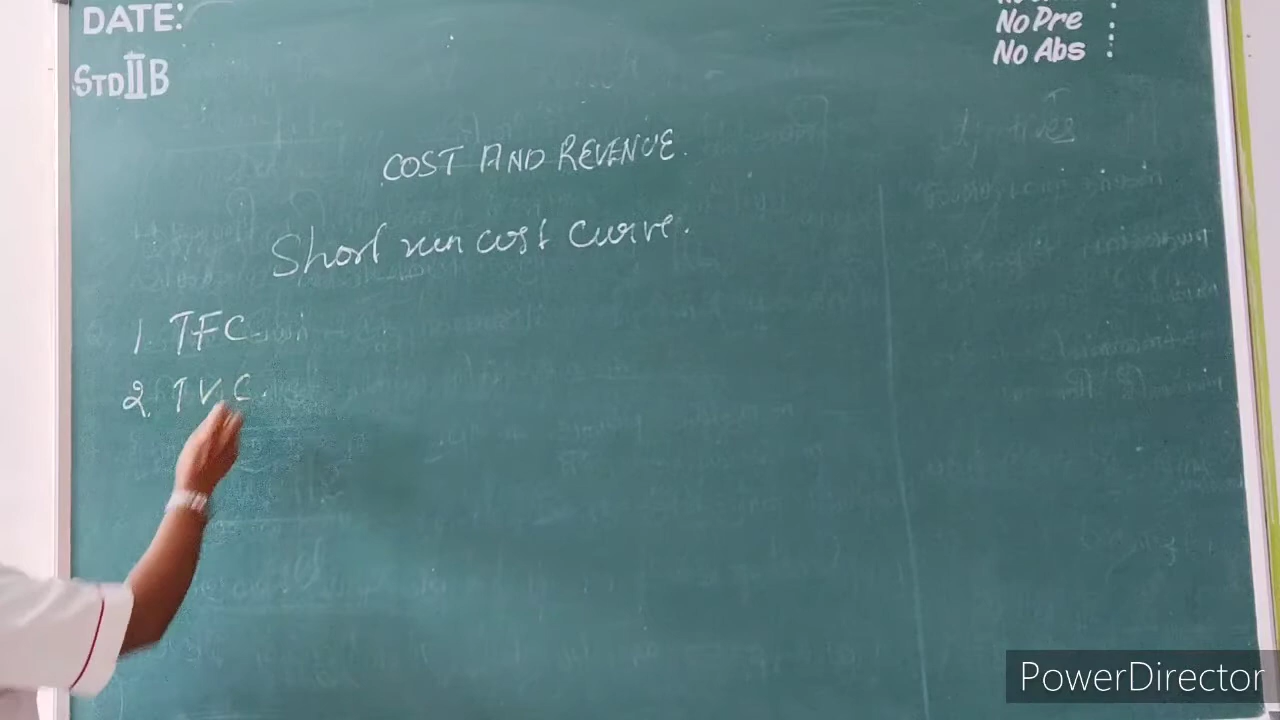 DATE:
STD II B
No Pre :
No Abs :
COST AND REVENUE.
Short run cost curve.
1. TFC
2. TVC.
PowerDirector